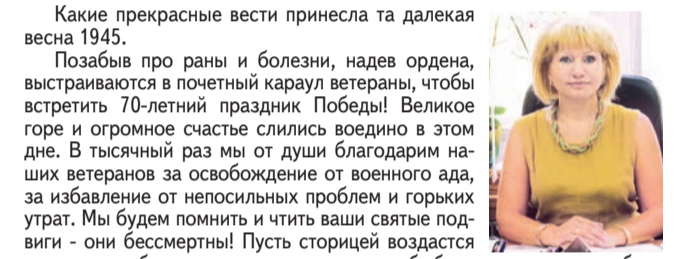 Какие прекрасные вести принесла та далекая
весна 1945.
Позабыв про раны и болезни, надев ордена,
выстраиваются в почетный караул ветераны, чтобы
встретить 70-летний праздник Победы! Великое
горе и огромное счастье слились воедино в этом
дне. В тысячный раз мы от души благодарим на-
ших ветеранов за освобождение от военного ада,
за избавление от непосильных проблем и горьких
утрат. Мы будем помнить и чтить ваши святые под-
виги - они бессмертны! Пусть сторицей воздастся